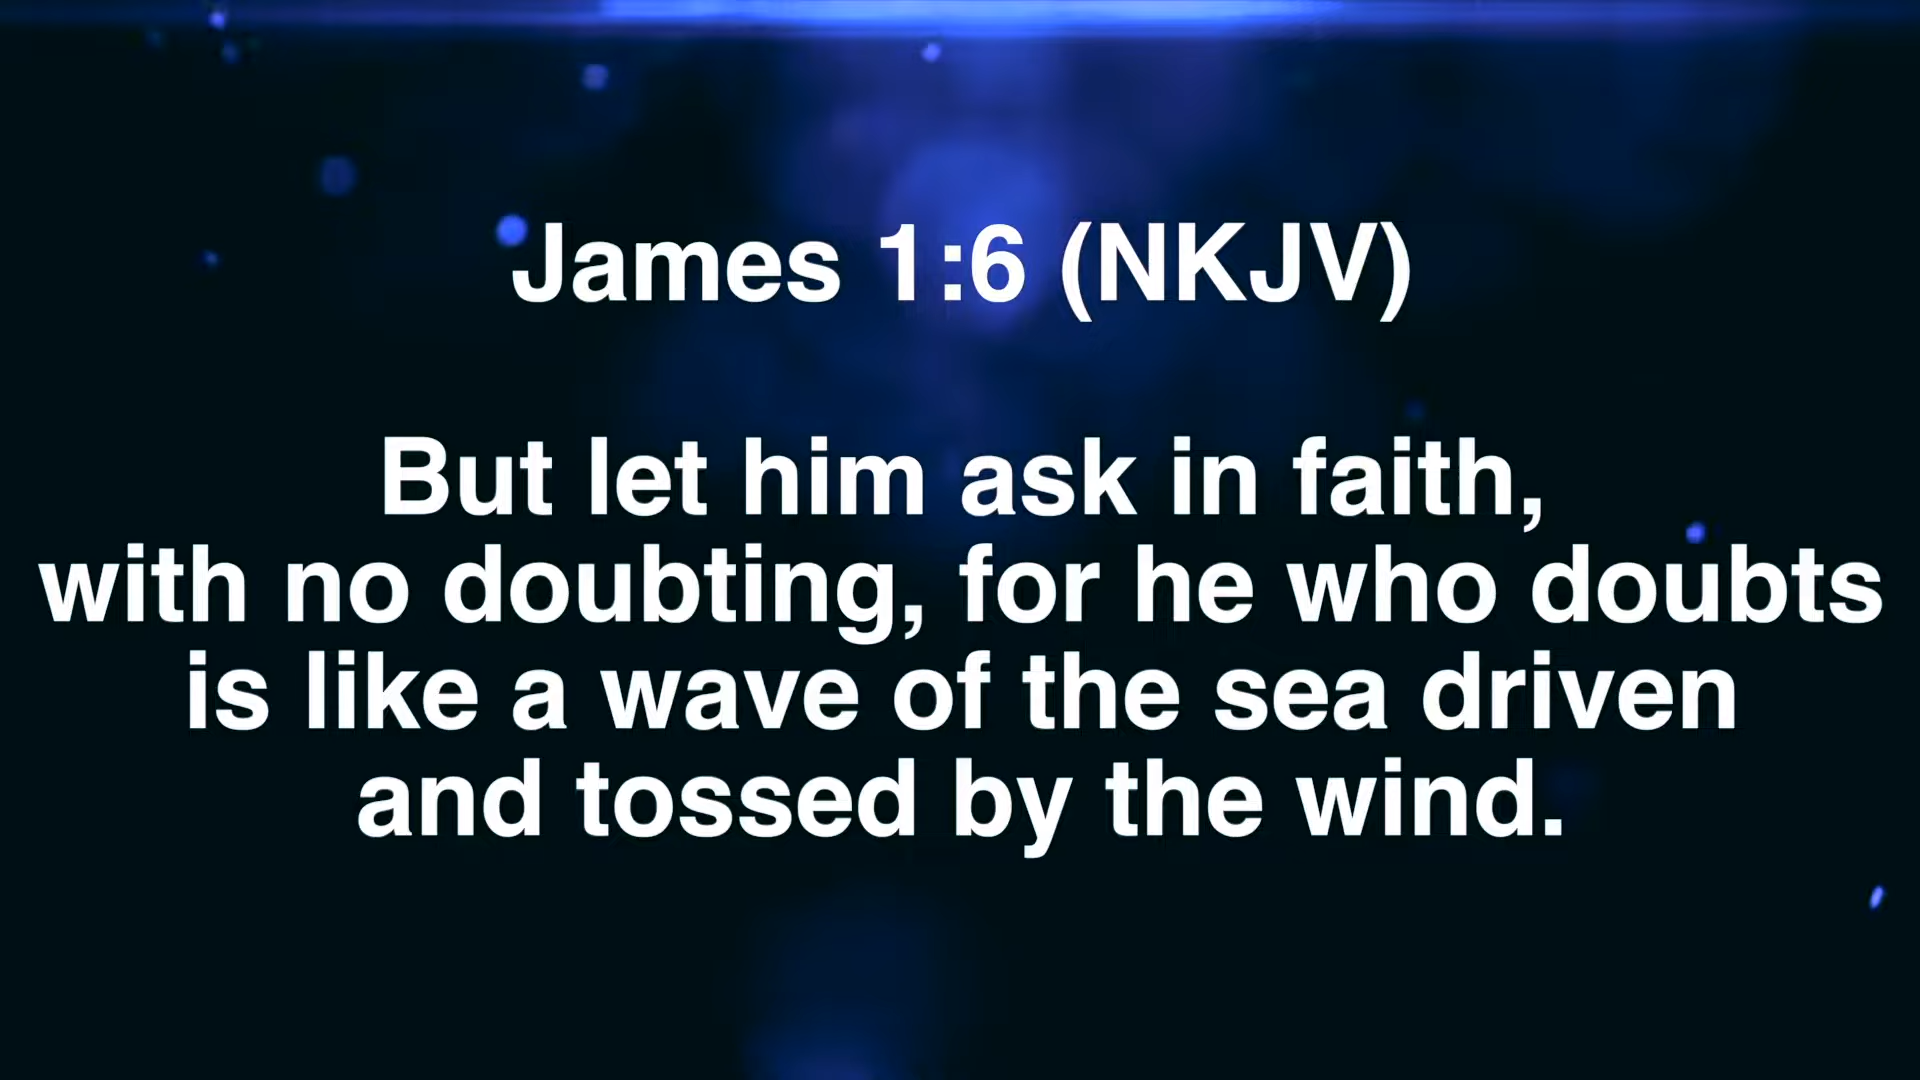 James 1:6 (NKJV)
But let him ask in faith,
with no doubting, for he who doubts
is like a wave of the sea driven
and tossed by the wind.